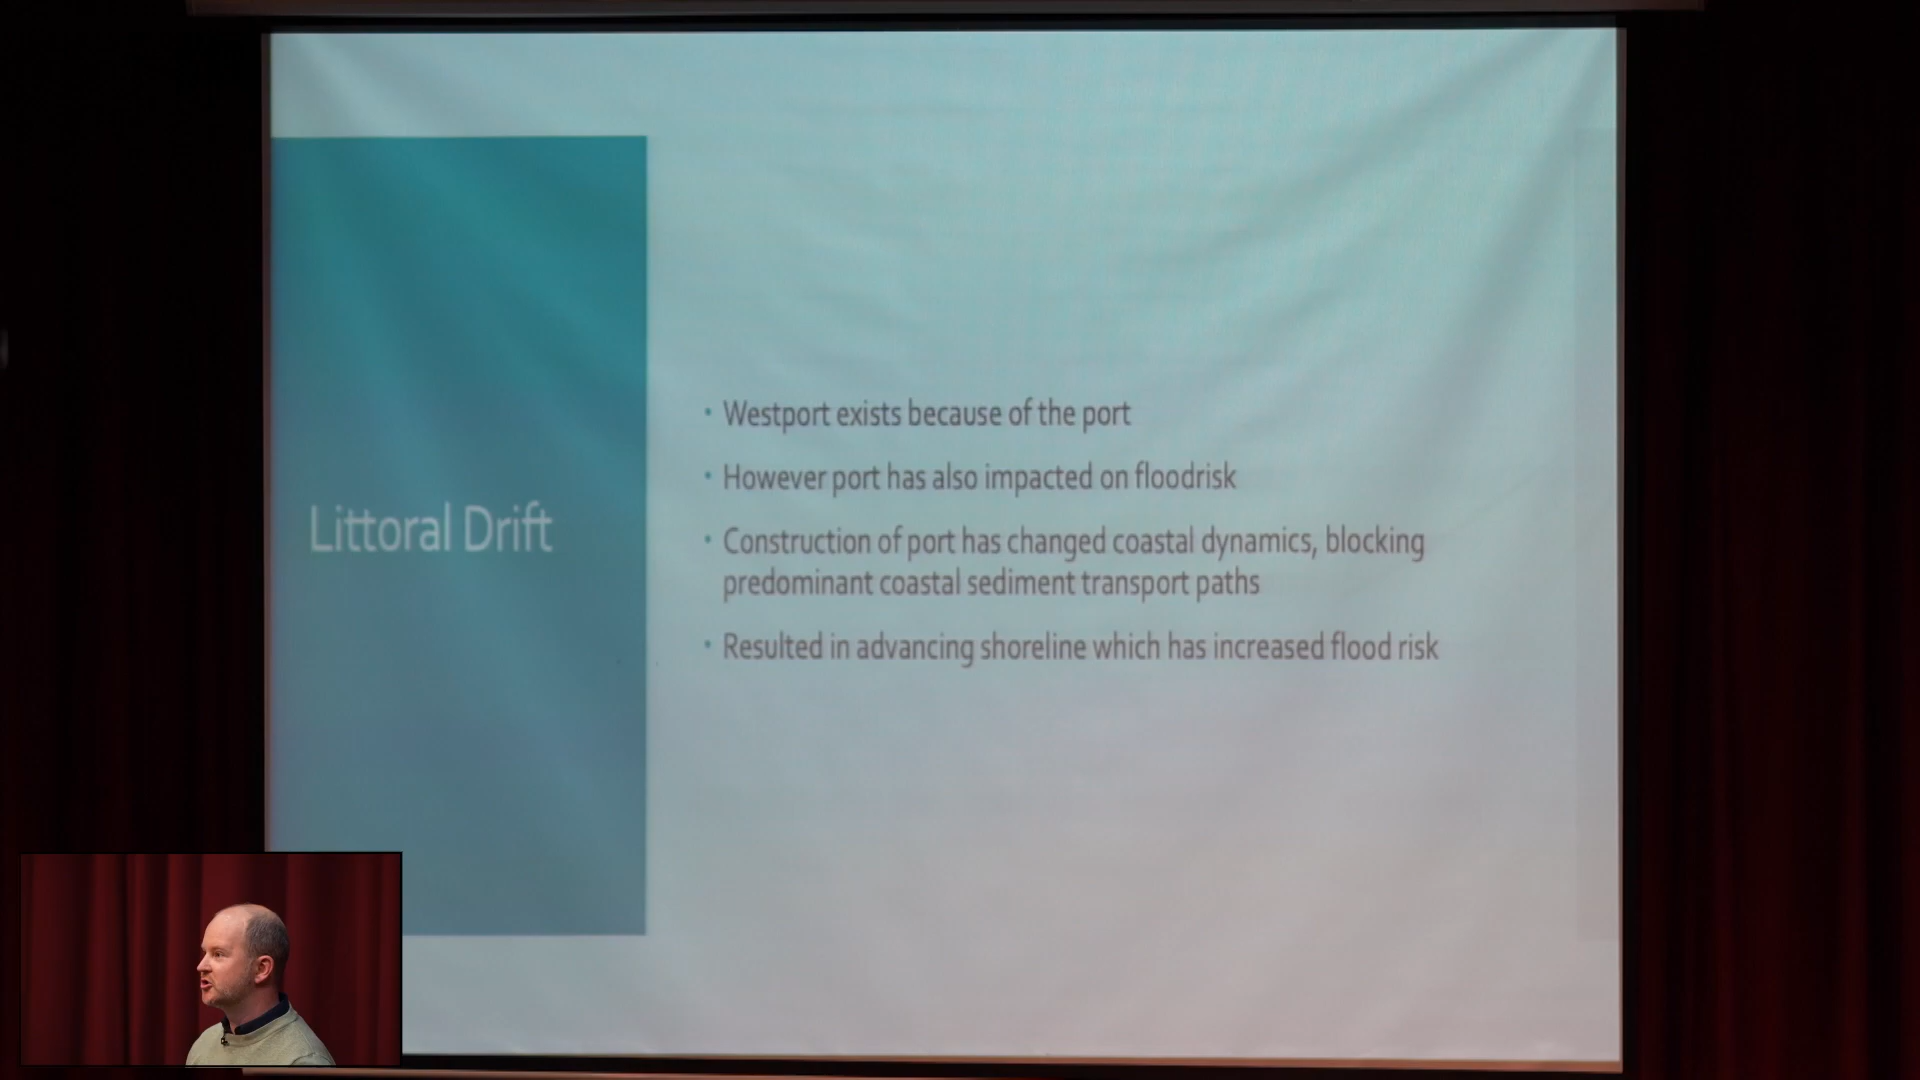 Littoral Drift
• Westport exists because of the port
• However port has also impacted on floodrisk
• Construction of port has changed coastal dynamics, blocking
predominant coastal sediment transport paths
• Resulted in advancing shoreline which has increased flood risk